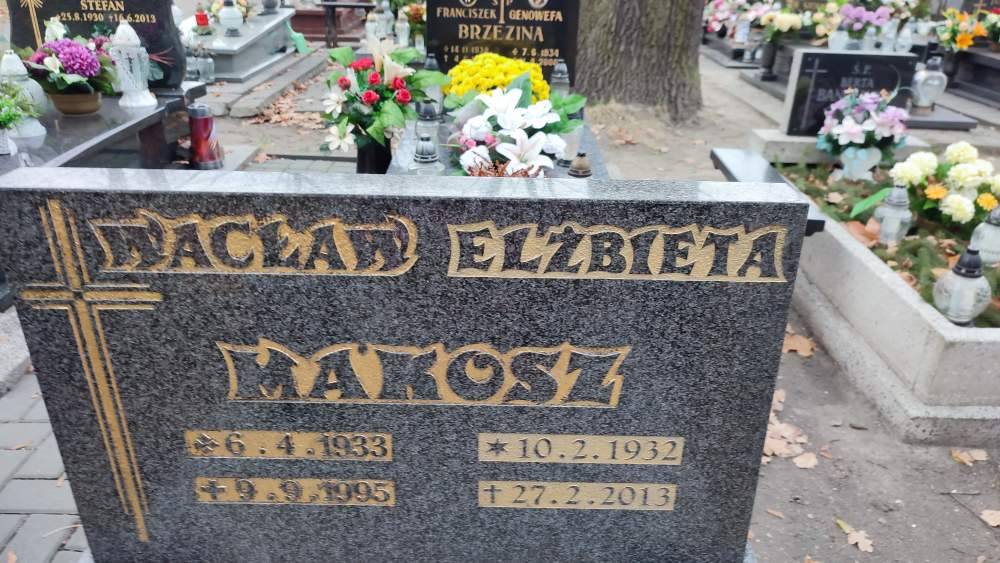 STEFAN
*25.8.1930 +16.6.2013
FRANCISZEK GENOWEFA
BRZEZINA
WACŁAW ELŻBIETA
MAKOSZ
6.4.1933 * 10.2.1932
+ 9.9.1995 + 27.2.2013